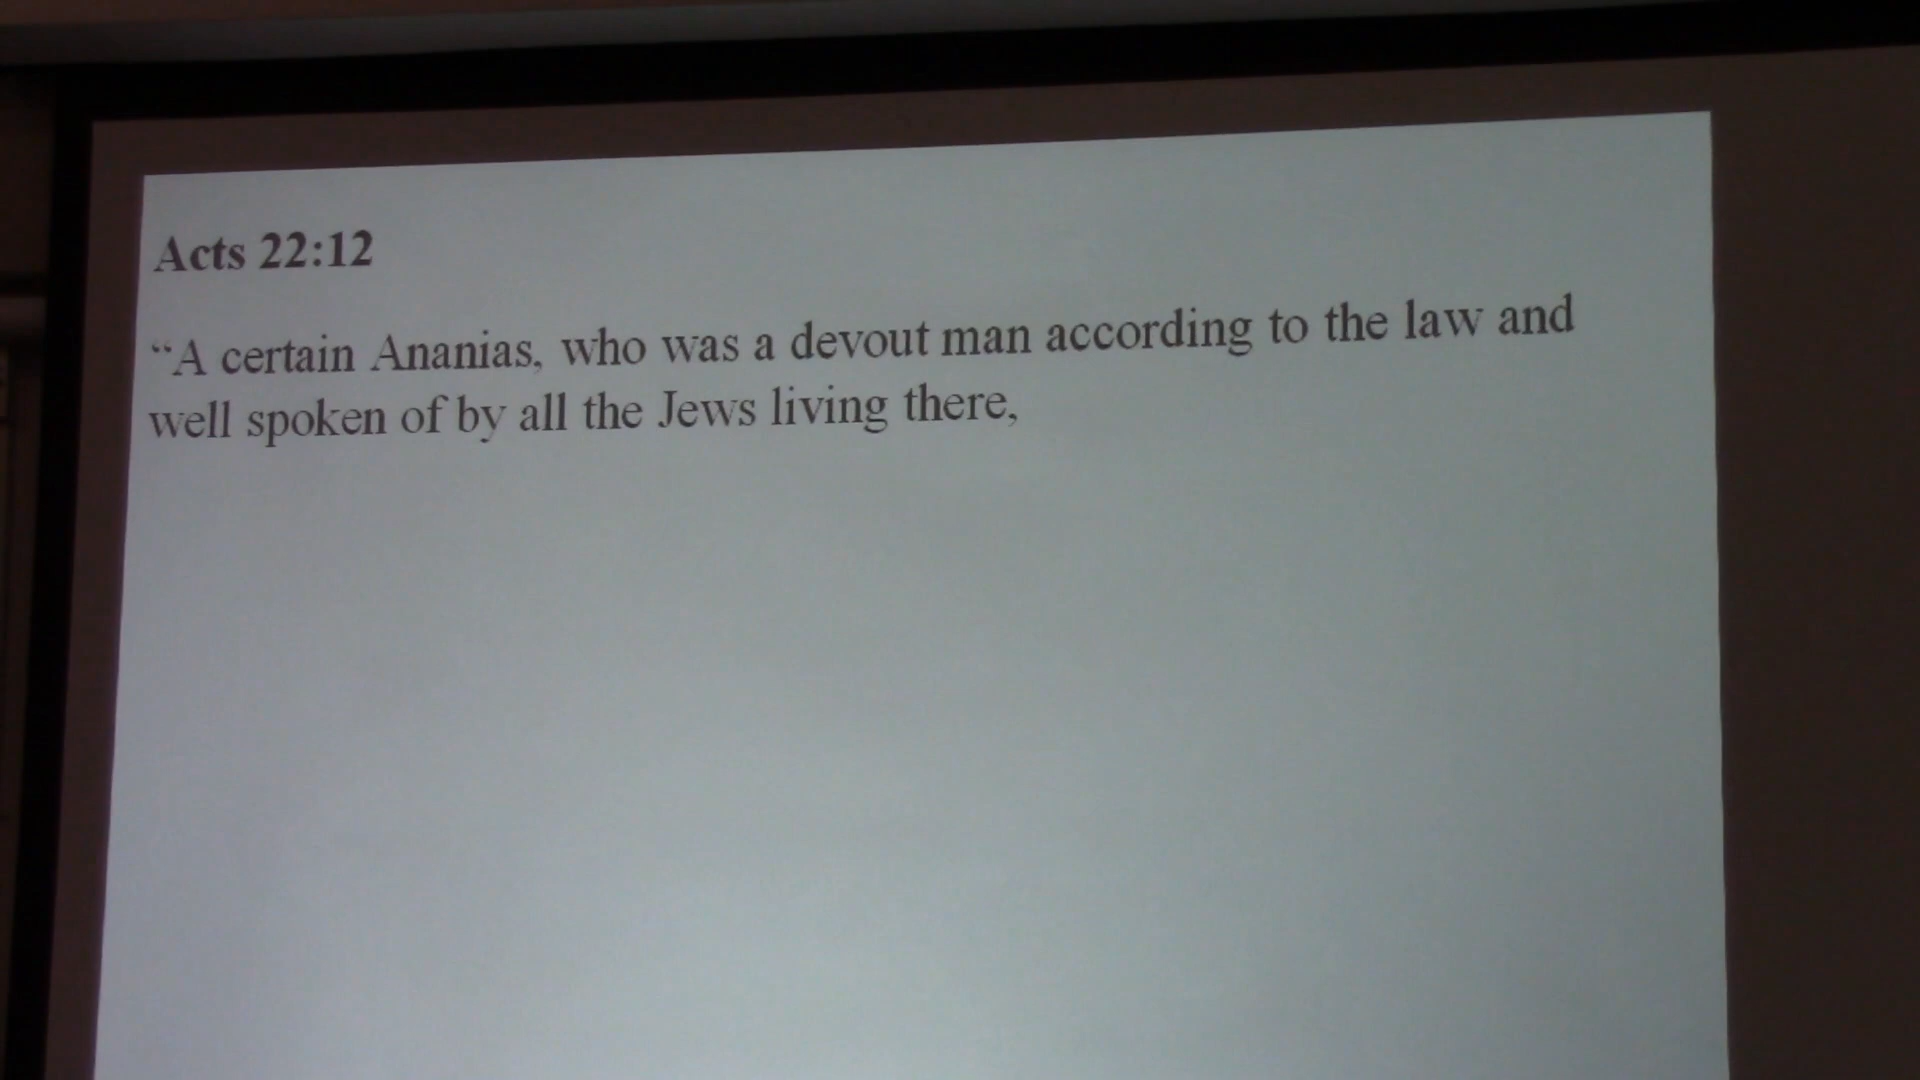 Acts 22:12
“A certain Ananias, who was a devout man according to the law and
well spoken of by all the Jews living there,